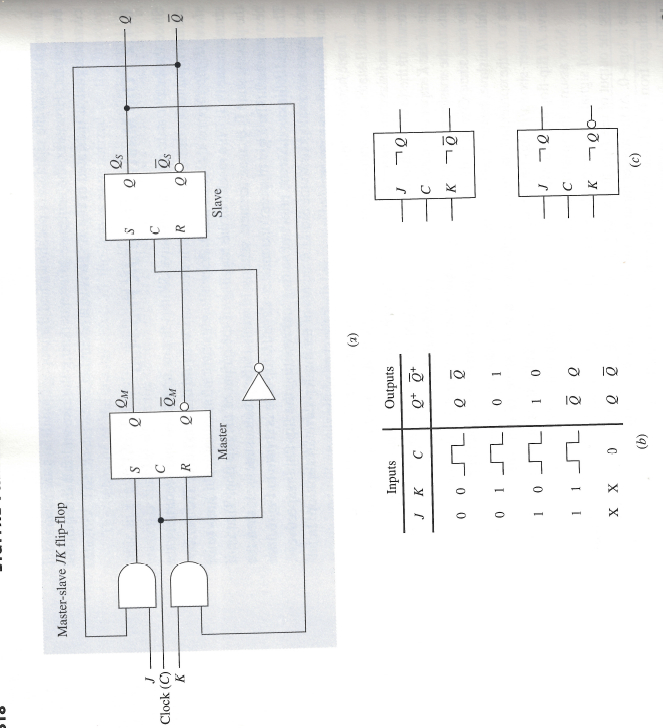 318
Master-slave JK flip-flop
J
Clock (C)
K
S Q
C
R Q
Q_M
Q̅_M
Master
S Q
C
R Q
Q_S
Q̅_S
Slave
Q
Q̅
(a)
Inputs Outputs
J K C Q⁺ Q̅⁺
0 0 Q Q̅
0 1 0 1
1 0 1 0
1 1 Q̅ Q
X X 0 Q Q̅
(b)
J ¬Q
C
K ¬Q̅
J ¬Q
C
K ¬Q
(c)